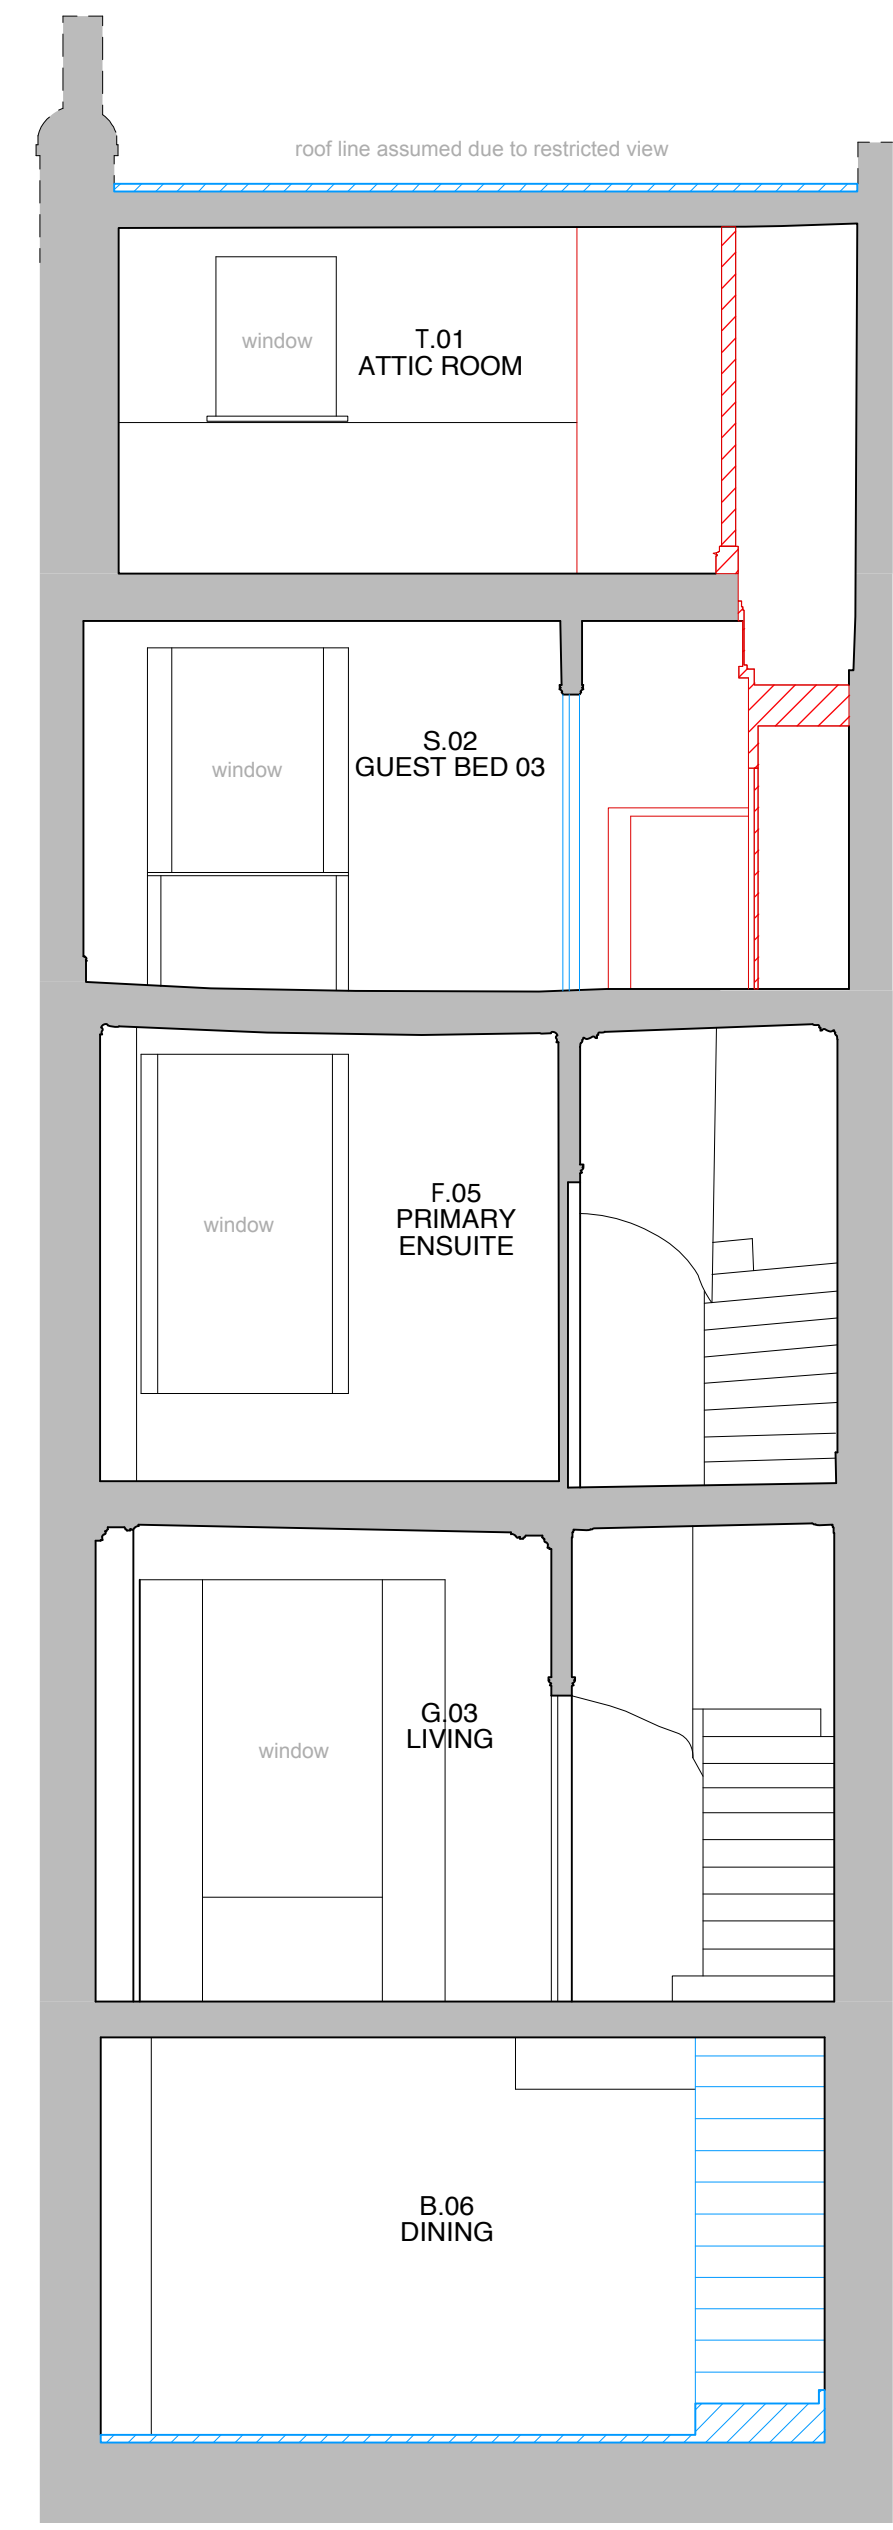 roof line assumed due to restricted view
window
T.01
ATTIC ROOM
window
S.02
GUEST BED 03
window
F.05
PRIMARY
ENSUITE
window
G.03
LIVING
B.06
DINING